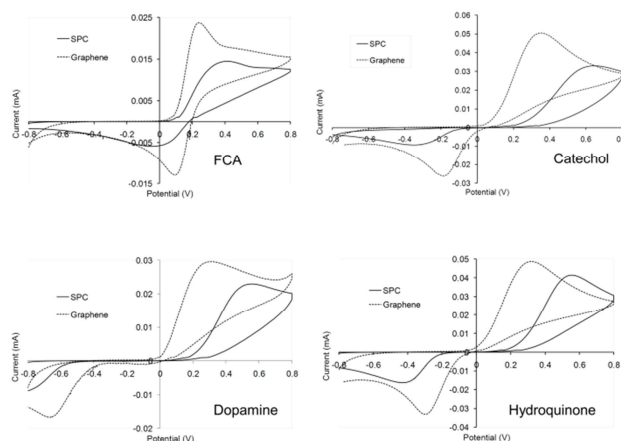 0.025
SPC
Graphene
0.015
0.005
Current (mA)
-0.8 -0.6 -0.4 -0.2 0 0.2 0.4 0.6 0.8
-0.005
FCA
-0.015
Potential (V)
0.06
0.05
SPC
Graphene
0.04
0.03
0.02
0.01
Current (mA)
0.00
-0.8 -0.6 -0.4 -0.2 0 0.2 0.4 0.6
-0.01
Catechol
-0.02
-0.03
Potential (V)
0.03
SPC
Graphene
0.02
0.01
Current (mA)
0
-0.8 -0.6 -0.4 -0.2 0 0.2 0.4 0.6 0.8
-0.01
Dopamine
-0.02
Potential (V)
0.05
0.04
SPC
Graphene
0.03
0.02
0.01
Current (mA)
0.00
-0.8 -0.6 -0.4 -0.2 0 0.2 0.4 0.6 0.8
-0.01
-0.02
-0.03
Hydroquinone
-0.04
Potential (V)